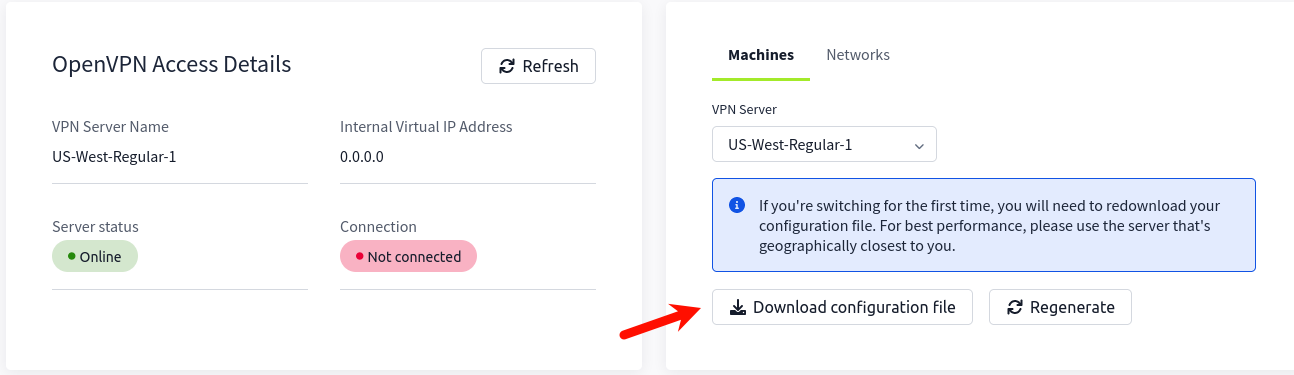 OpenVPN Access Details
Refresh
VPN Server Name
US-West-Regular-1
Internal Virtual IP Address
0.0.0.0
Server status
Online
Connection
Not connected
Machines
Networks
VPN Server
US-West-Regular-1
If you're switching for the first time, you will need to redownload your
configuration file. For best performance, please use the server that's
geographically closest to you.
Download configuration file
Regenerate